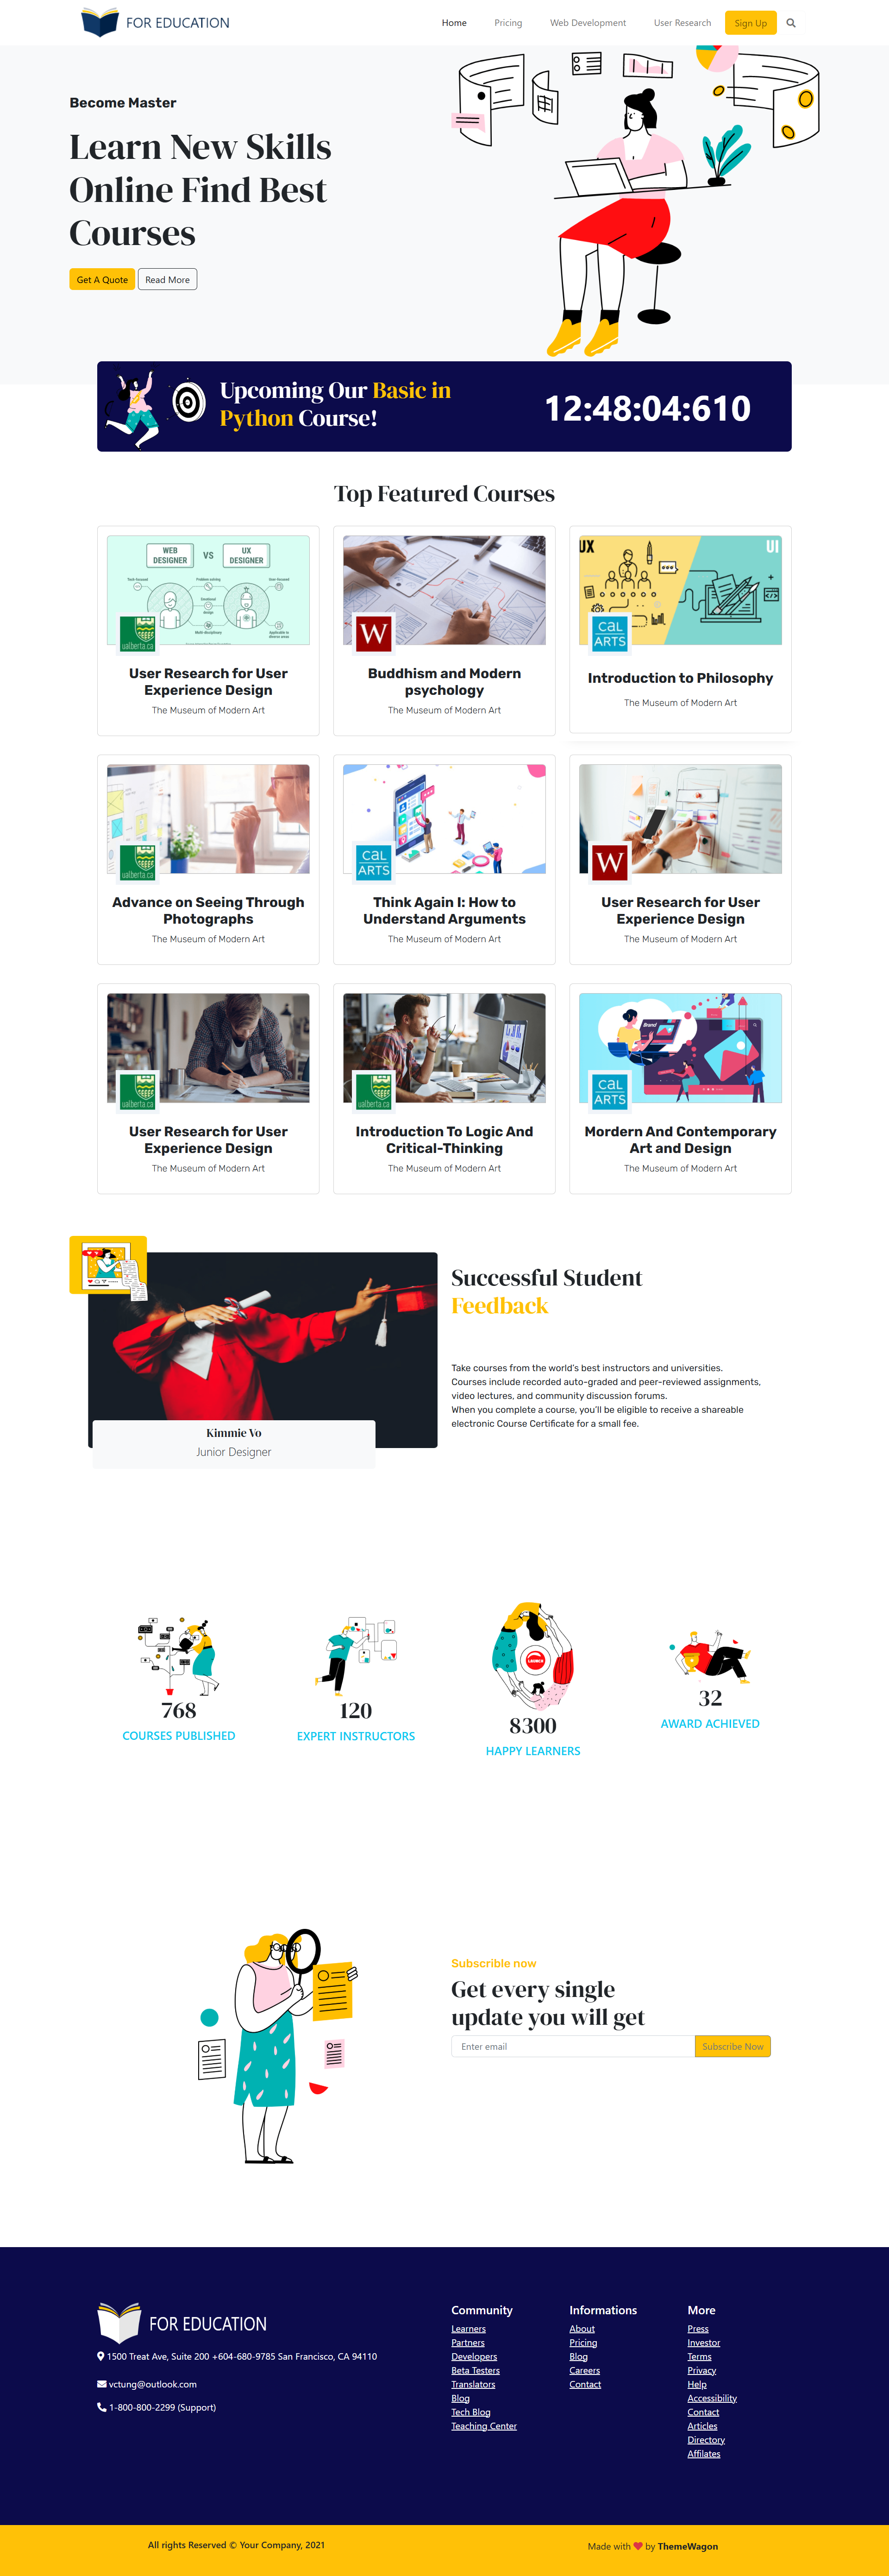 FOR EDUCATION
Home
Pricing
Web Development
User Research
Sign Up
Become Master
Learn New Skills
Online Find Best
Courses
Get A Quote
Read More
Upcoming Our Basic in
Python Course!
12:48:04:610
Top Featured Courses
WEB DESIGNER
VS
UX DESIGNER
ualberta.ca
User Research for User
Experience Design
The Museum of Modern Art
W
Buddhism and Modern
psychology
The Museum of Modern Art
UX
UI
CAL
ARTS
Introduction to Philosophy
The Museum of Modern Art
ualberta.ca
Advance on Seeing Through
Photographs
The Museum of Modern Art
CAL
ARTS
Think Again I: How to
Understand Arguments
The Museum of Modern Art
W
User Research for User
Experience Design
The Museum of Modern Art
ualberta.ca
User Research for User
Experience Design
The Museum of Modern Art
ualberta.ca
Introduction To Logic And
Critical-Thinking
The Museum of Modern Art
Brand
CAL
ARTS
Mordern And Contemporary
Art and Design
The Museum of Modern Art
Kimmie Vo
Junior Designer
Successful Student
Feedback
Take courses from the world's best instructors and universities.
Courses include recorded auto-graded and peer-reviewed assignments,
video lectures, and community discussion forums.
When you complete a course, you'll be eligible to receive a shareable
electronic Course Certificate for a small fee.
768
COURSES PUBLISHED
120
EXPERT INSTRUCTORS
LAUNCH
8300
HAPPY LEARNERS
32
AWARD ACHIEVED
Subscrible now
Get every single
update you will get
Enter email
Subscribe Now
FOR EDUCATION
1500 Treat Ave, Suite 200 +604-680-9785 San Francisco, CA 94110
vctung@outlook.com
1-800-800-2299 (Support)
Community
Learners
Partners
Developers
Beta Testers
Translators
Blog
Tech Blog
Teaching Center
Informations
About
Pricing
Blog
Careers
Contact
More
Press
Investor
Terms
Privacy
Help
Accessibility
Contact
Articles
Directory
Affilates
All rights Reserved © Your Company, 2021
Made with ❤ by ThemeWagon